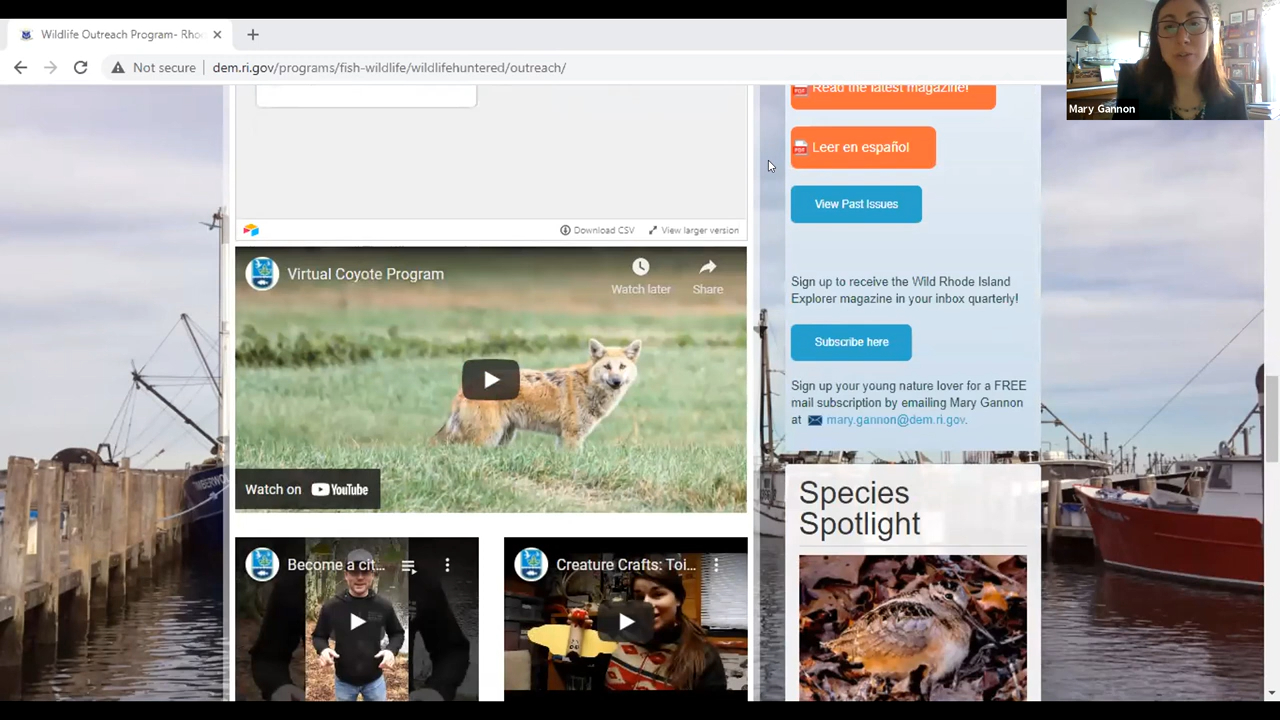 Wildlife Outreach Program- Rho
Not secure
dem.ri.gov/programs/fish-wildlife/wildlifehuntered/outreach/
Mary Gannon
Download CSV
View larger version
Virtual Coyote Program
Watch later
Share
Watch on YouTube
Become a cit...
Creature Crafts: Toi...
Read the latest magazine!
Leer en español
View Past Issues
Sign up to receive the Wild Rhode Island
Explorer magazine in your inbox quarterly!
Subscribe here
Sign up your young nature lover for a FREE
mail subscription by emailing Mary Gannon
at mary.gannon@dem.ri.gov.
Species
Spotlight